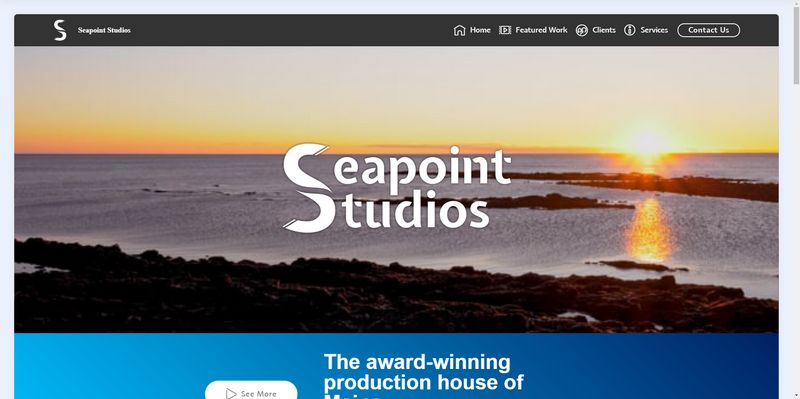 Seapoint Studios
Home
Featured Work
Clients
Services
Contact Us
Seapoint
Studios
The award-winning
production house of
See More